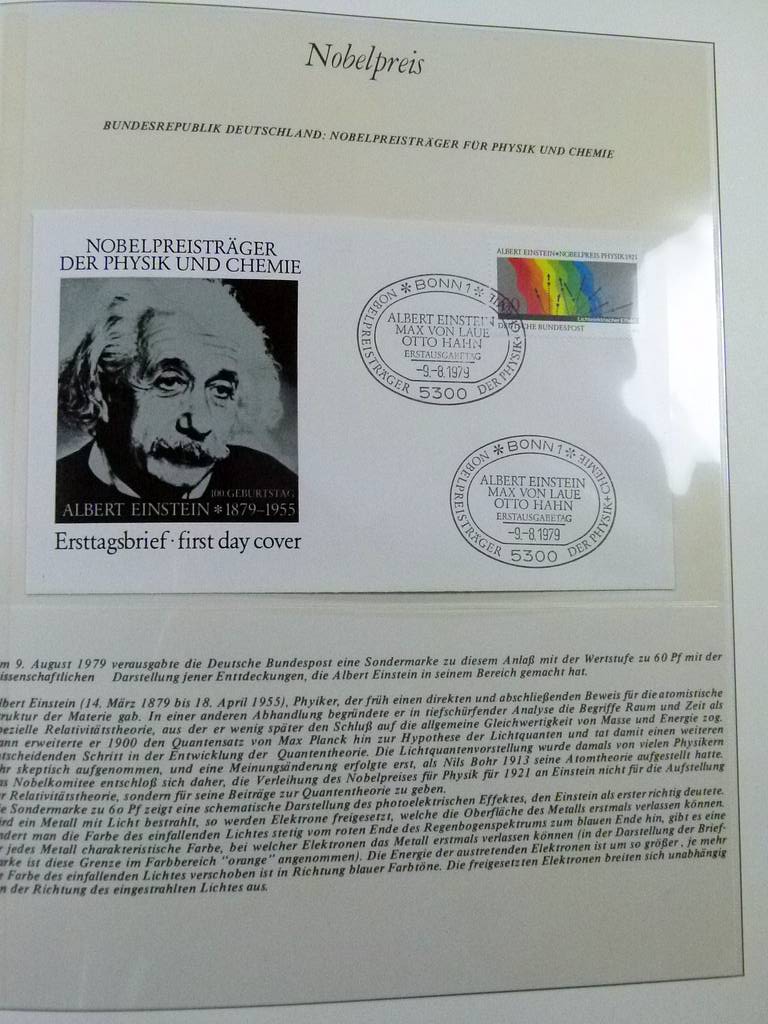 Nobelpreis
BUNDESREPUBLIK DEUTSCHLAND: NOBELPREISTRÄGER FÜR PHYSIK UND CHEMIE
NOBELPREISTRÄGER
DER PHYSIK UND CHEMIE
100. GEBURTSTAG
ALBERT EINSTEIN * 1879–1955
Ersttagsbrief · first day cover
ALBERT EINSTEIN • NOBELPREIS PHYSIK 1921
DEUTSCHE BUNDESPOST
* BONN 1 *
NOBELPREISTRÄGER
DER PHYSIK +
ALBERT EINSTEIN
MAX VON LAUE
OTTO HAHN
ERSTAUSGABETAG
–9.–8.1979
5300
* BONN 1 *
NOBELPREISTRÄGER
DER PHYSIK + CHEMIE
ALBERT EINSTEIN
MAX VON LAUE
OTTO HAHN
ERSTAUSGABETAG
–9.–8.1979
5300
m 9. August 1979 verausgabte die Deutsche Bundespost eine Sondermarke zu diesem Anlaß mit der Wertstufe zu 60 Pf mit der
issenschaftlichen Darstellung jener Enttdeckungen, die Albert Einstein in seinem Bereich gemacht hat.
lbert Einstein (14. März 1879 bis 18. April 1955), Phyiker, der früh einen direkten und abschließenden Beweis für die atomistische
ruktur der Materie gab. In einer anderen Abhandlung begründete er in tiefschürfender Analyse die Begriffe Raum und Zeit als
pezielle Relativitätstheorie, aus der er wenig später den Schluß auf die allgemeine Gleichwertigkeit von Masse und Energie zog.
ann erweiterte er 1900 den Quantensatz von Max Planck hin zur Hypothese der Lichtquanten und tat damit einen weiteren
tscheidenden Schritt in der Entwicklung der Quantentheorie. Die Lichtquantenvorstellung wurde damals von vielen Physikern
hr skeptisch aufgenommen, und eine Meinungsänderung erfolgte erst, als Nils Bohr 1913 seine Atomtheorie aufgestellt hatte.
as Nobelkomitee entschloß sich daher, die Verleihung des Nobelpreises für Physik für 1921 an Einstein nicht für die Aufstellung
r Relativitätstheorie, sondern für seine Beiträge zur Quantentheorie zu geben.
ie Sondermarke zu 60 Pf zeigt eine schematische Darstellung des photoelektrischen Effektes, den Einstein als erster richtig deutete.
ird ein Metall mit Licht bestrahlt, so werden Elektrone freigesetzt, welche die Oberfläche des Metalls erstmals verlassen können.
ndert man die Farbe des einfallenden Lichtes stetig vom roten Ende des Regenbogenspektrums zum blauen Ende hin, gibt es eine
r jedes Metall charakteristische Farbe, bei welcher Elektronen das Metall erstmals verlassen können (in der Darstellung der Brief-
arke ist diese Grenze im Farbbereich "orange" angenommen). Die Energie der austretenden Elektronen ist um so größer, je mehr
e Farbe des einfallenden Lichtes verschoben ist in Richtung blauer Farbtöne. Die freigesetzten Elektronen breiten sich unabhängig
n der Richtung des eingestrahlten Lichtes aus.